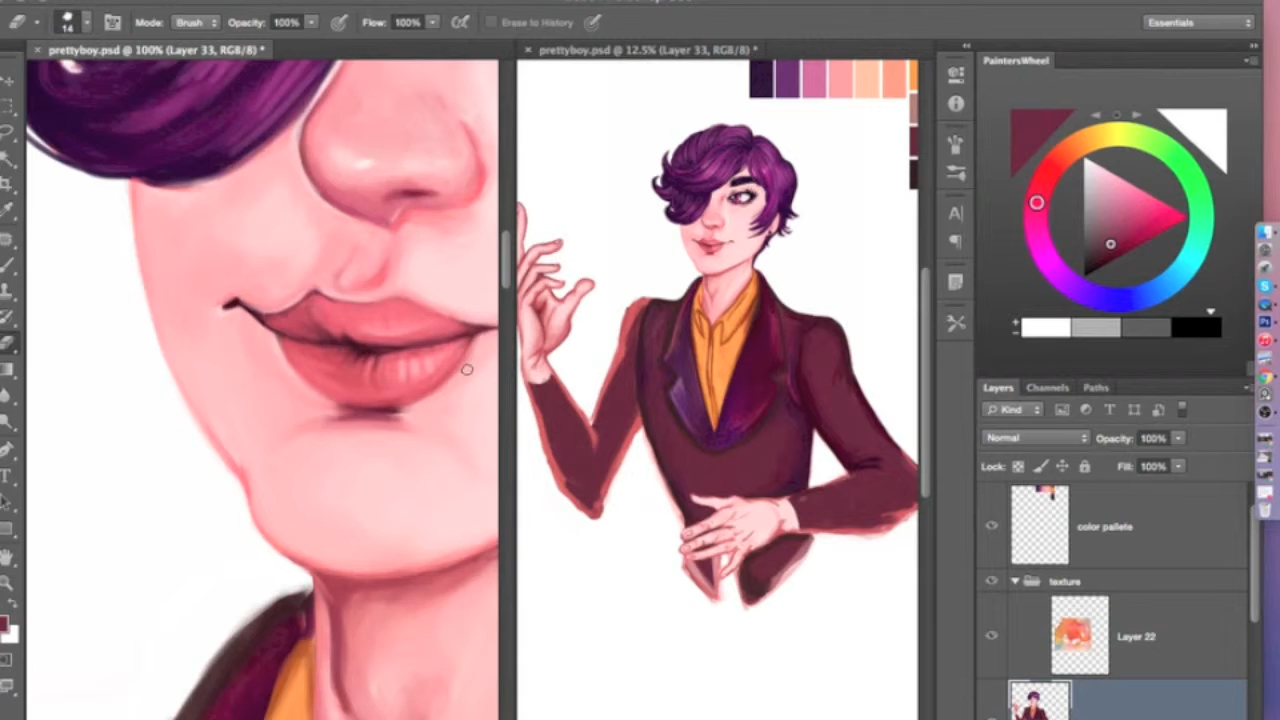 14
Mode: Brush Opacity: 100% Flow: 100% Erase to History Essentials
× prettyboy.psd @ 100% (Layer 33, RGB/8) * × prettyboy.psd @ 12.5% (Layer 33, RGB/8) *
PaintersWheel
Layers Channels Paths
Kind T
Normal Opacity: 100%
Lock: Fill: 100%
color pallete
texture
Layer 22